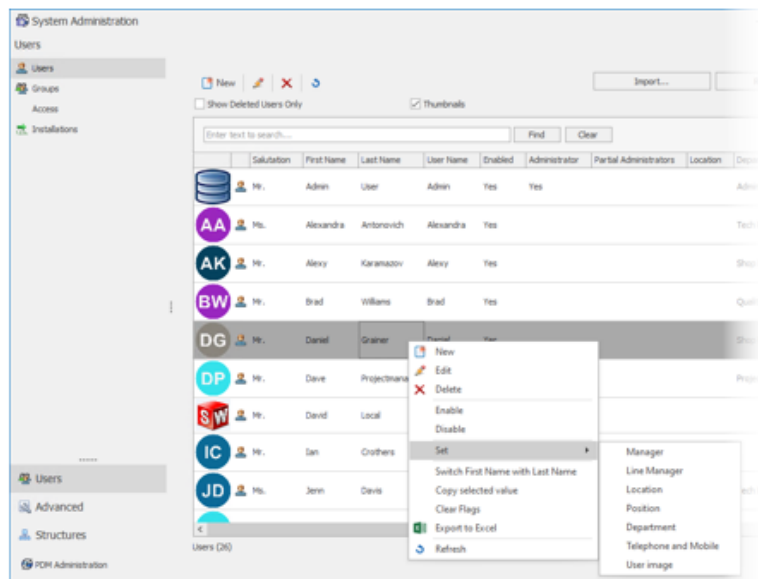 System Administration
Users
Users
Groups
Access
Installations
New
Import...
Show Deleted Users Only Thumbnails
Enter text to search... Find Clear
Salutation First Name Last Name User Name Enabled Administrator Partial Administrators Location
Mr. Admin User Admin Yes Yes
AA Ms. Alexandra Antonovich Alexandra Yes
AK Mr. Alexy Karamazov Alexy Yes
BW Mr. Brad Williams Brad Yes
DG Mr. Daniel Grainer Daniel Yes
DP Mr. Dave Projectmana
SW Mr. David Local
IC Mr. Ian Crothers
JD Ms. Jenn Davis
New
Edit
Delete
Enable
Disable
Set
Switch First Name with Last Name
Copy selected value
Clear Flags
Export to Excel
Refresh
Manager
Line Manager
Location
Position
Department
Telephone and Mobile
User image
Users (26)
Users
Advanced
Structures
PDM Administration